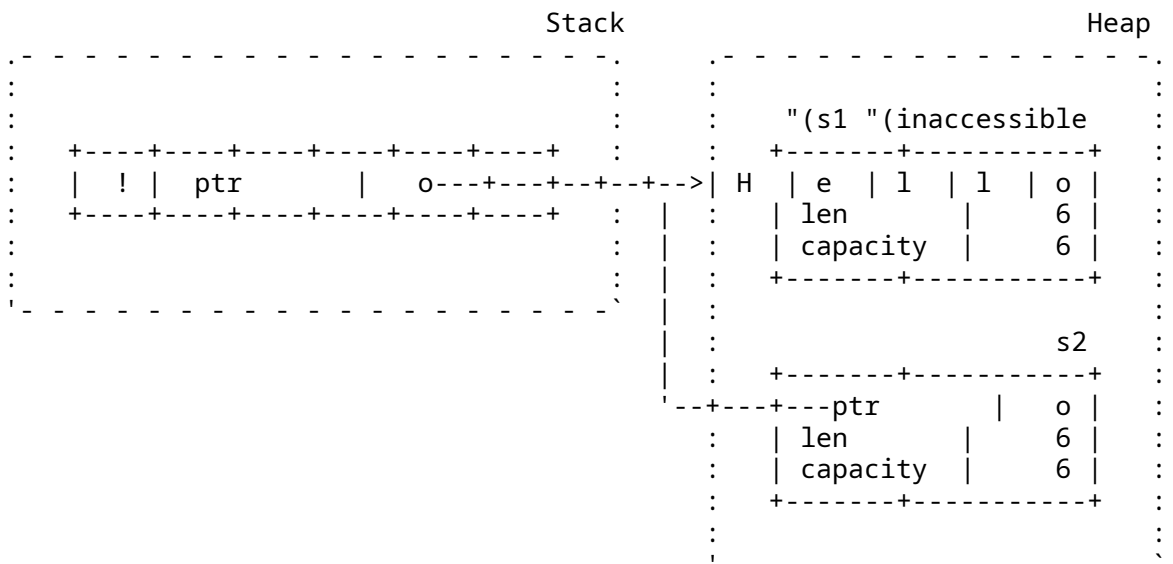 Stack Heap
"(s1 "(inaccessible
| ! | ptr | o---+---+--+--+-->| H | e | l | l | o |
| len | 6 |
| capacity | 6 |
s2
ptr | o |
| len | 6 |
| capacity | 6 |